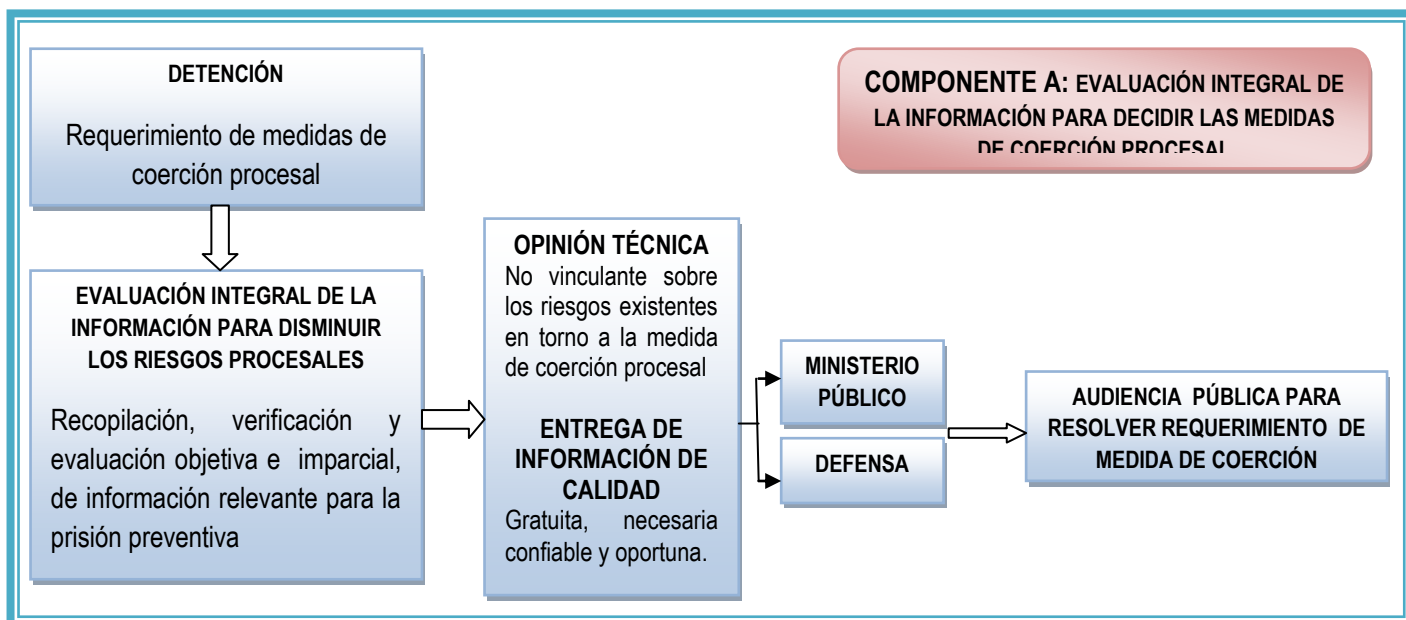 DETENCIÓN
Requerimiento de medidas de
coerción procesal
COMPONENTE A: EVALUACIÓN INTEGRAL DE
LA INFORMACIÓN PARA DECIDIR LAS MEDIDAS
DE COERCIÓN PROCESAL
EVALUACIÓN INTEGRAL DE LA
INFORMACIÓN PARA DISMINUIR
LOS RIESGOS PROCESALES
Recopilación, verificación y
evaluación objetiva e imparcial,
de información relevante para la
prisión preventiva
OPINIÓN TÉCNICA
No vinculante sobre
los riesgos existentes
en torno a la medida
de coerción procesal
ENTREGA DE
INFORMACIÓN DE
CALIDAD
Gratuita, necesaria
confiable y oportuna.
MINISTERIO
PÚBLICO
DEFENSA
AUDIENCIA PÚBLICA PARA
RESOLVER REQUERIMIENTO DE
MEDIDA DE COERCIÓN